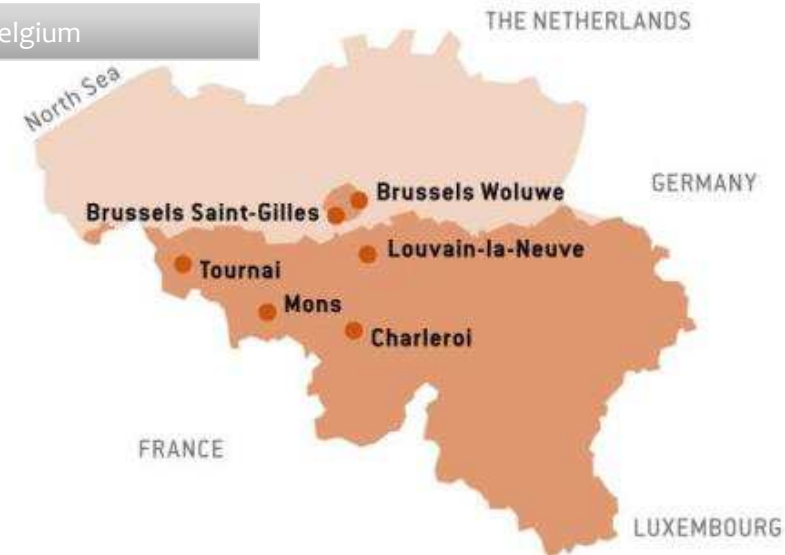 elgium
THE NETHERLANDS
North Sea
GERMANY
Brussels Woluwe
Brussels Saint-Gilles
Louvain-la-Neuve
Tournai
Mons
Charleroi
FRANCE
LUXEMBOURG